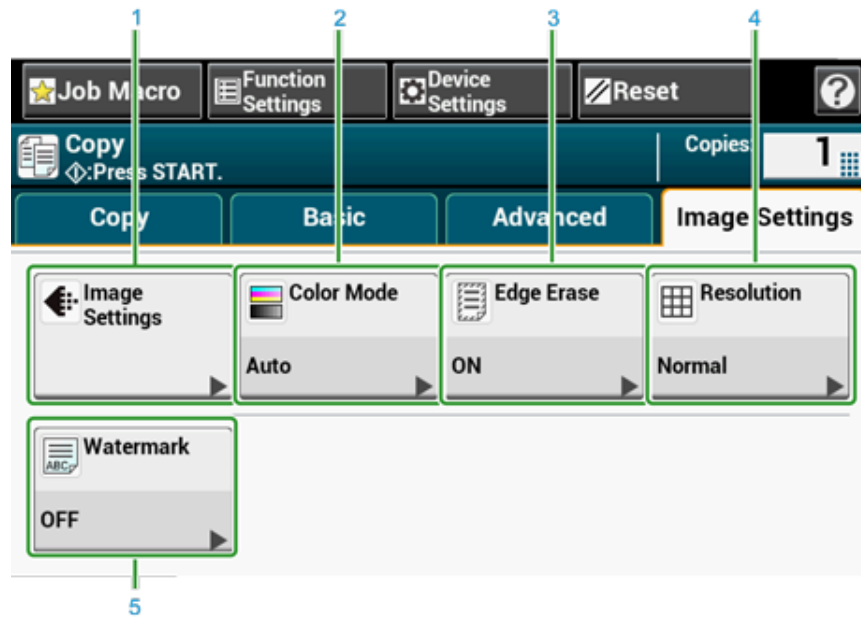 1 2 3 4
Job Macro Function Settings Device Settings Reset ?
Copy Copies: 1
:Press START.
Copy Basic Advanced Image Settings
Image Settings Color Mode Edge Erase Resolution
Auto ON Normal
Watermark
ABC
OFF
5